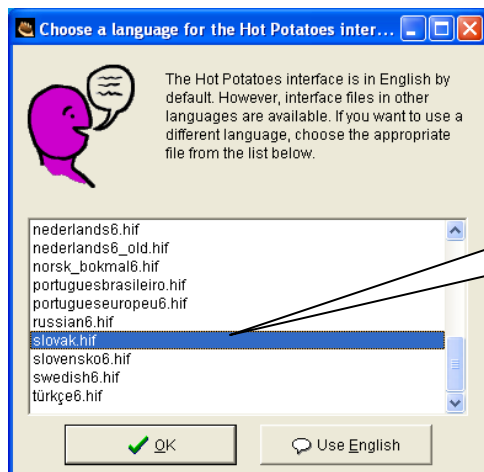 Choose a language for the Hot Potatoes inter...
The Hot Potatoes interface is in English by
default. However, interface files in other
languages are available. If you want to use a
different language, choose the appropriate
file from the list below.
nederlands6.hif
nederlands6_old.hif
norsk_bokmal6.hif
portuguesbrasileiro.hif
portugueseuropeu6.hif
russian6.hif
slovak.hif
slovensko6.hif
swedish6.hif
türkçe6.hif
OK
Use English